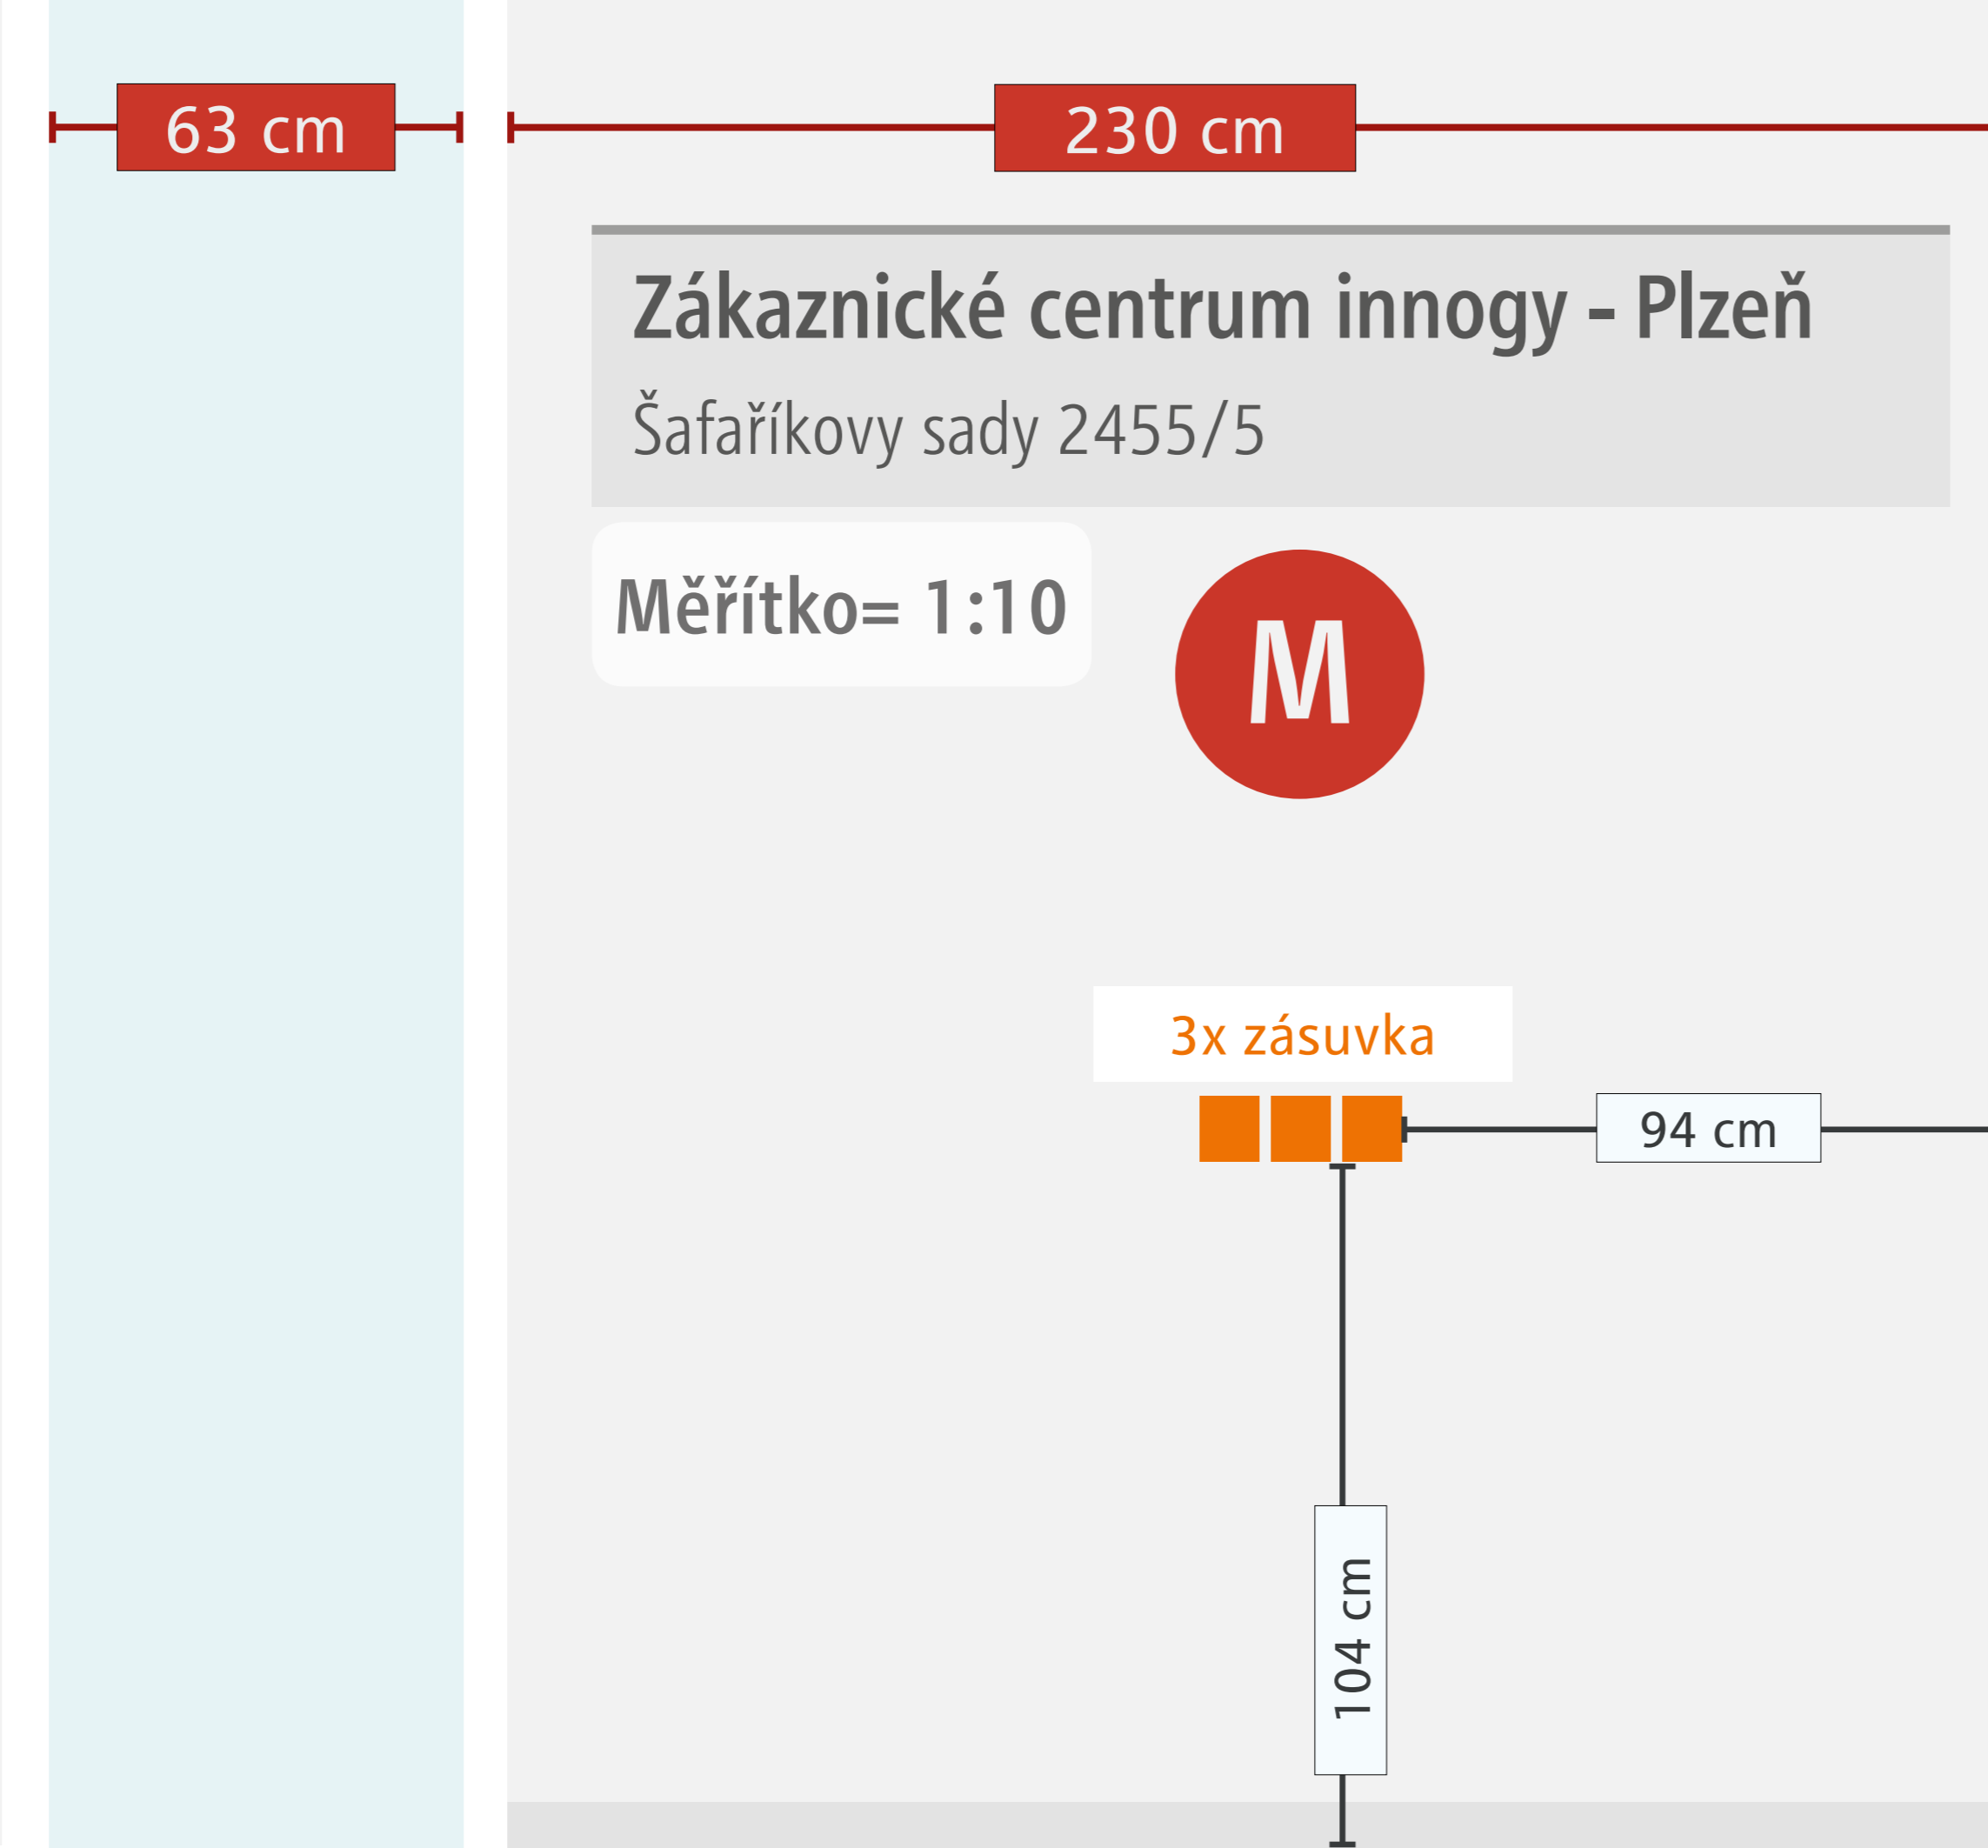 63 cm
230 cm
Zákaznické centrum innogy - Plzeň
Šafaříkovy sady 2455/5
Měřítko= 1:10
M
3x zásuvka
94 cm
104 cm